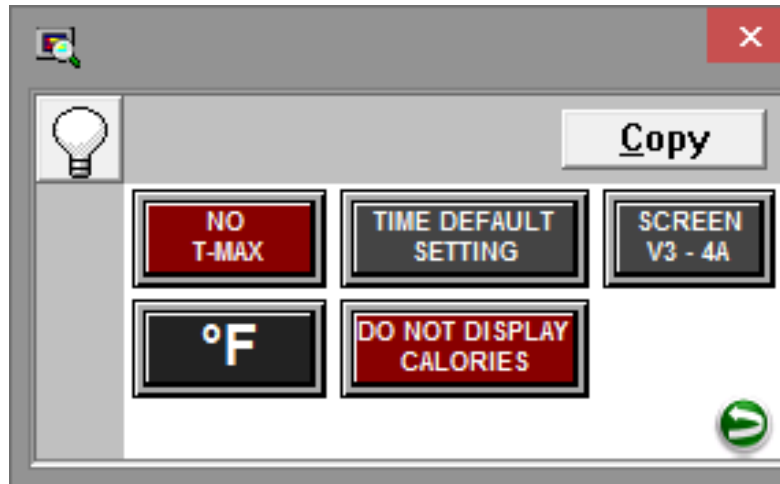 Copy
NO
T-MAX
TIME DEFAULT
SETTING
SCREEN
V3 - 4A
°F
DO NOT DISPLAY
CALORIES